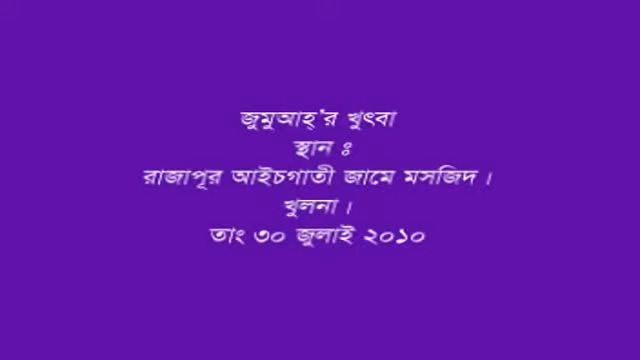 জুমুআহ্'র খুৎবা
স্থান ঃ
রাজাপূর আইচগাতী জামে মসজিদ ।
খুলনা ।
তাং ৩০ জুলাই ২০১০